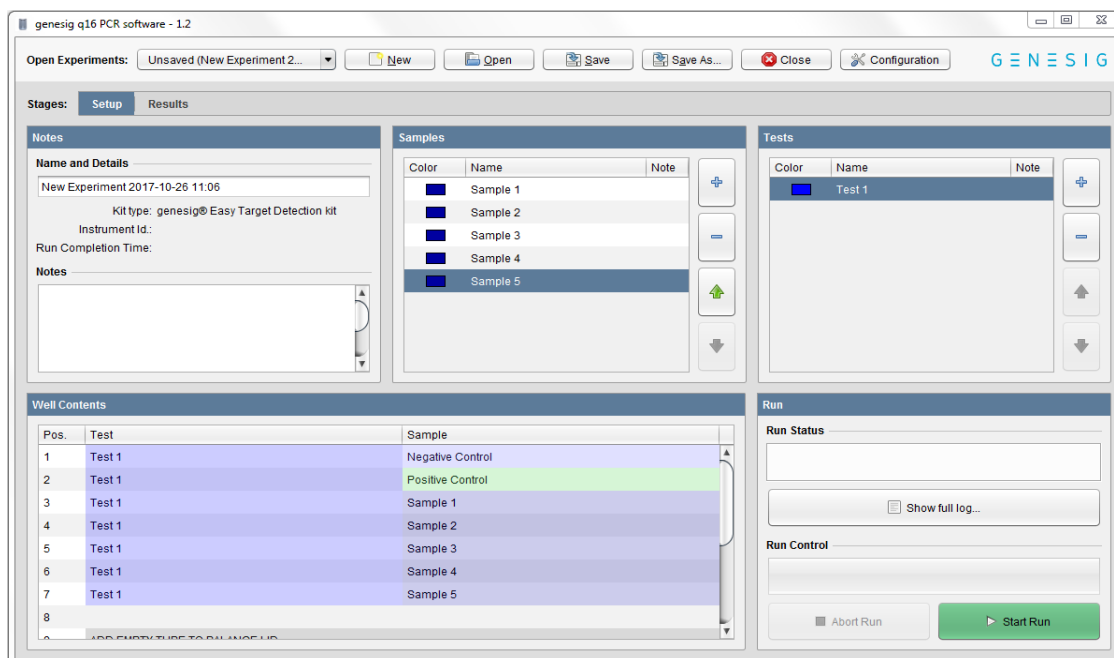 genesig q16 PCR software - 1.2
Open Experiments: Unsaved (New Experiment 2... New Open Save Save As... Close Configuration GENESIG
Stages: Setup Results
Notes
Name and Details
New Experiment 2017-10-26 11:06
Kit type: genesig® Easy Target Detection kit
Instrument Id.:
Run Completion Time:
Notes
Samples
Color Name Note
Sample 1
Sample 2
Sample 3
Sample 4
Sample 5
Tests
Color Name Note
Test 1
Well Contents
Pos. Test Sample
1 Test 1 Negative Control
2 Test 1 Positive Control
3 Test 1 Sample 1
4 Test 1 Sample 2
5 Test 1 Sample 3
6 Test 1 Sample 4
7 Test 1 Sample 5
8
ADD EMPTY TUBE TO BALANCE LID
Run
Run Status
Show full log...
Run Control
Abort Run Start Run